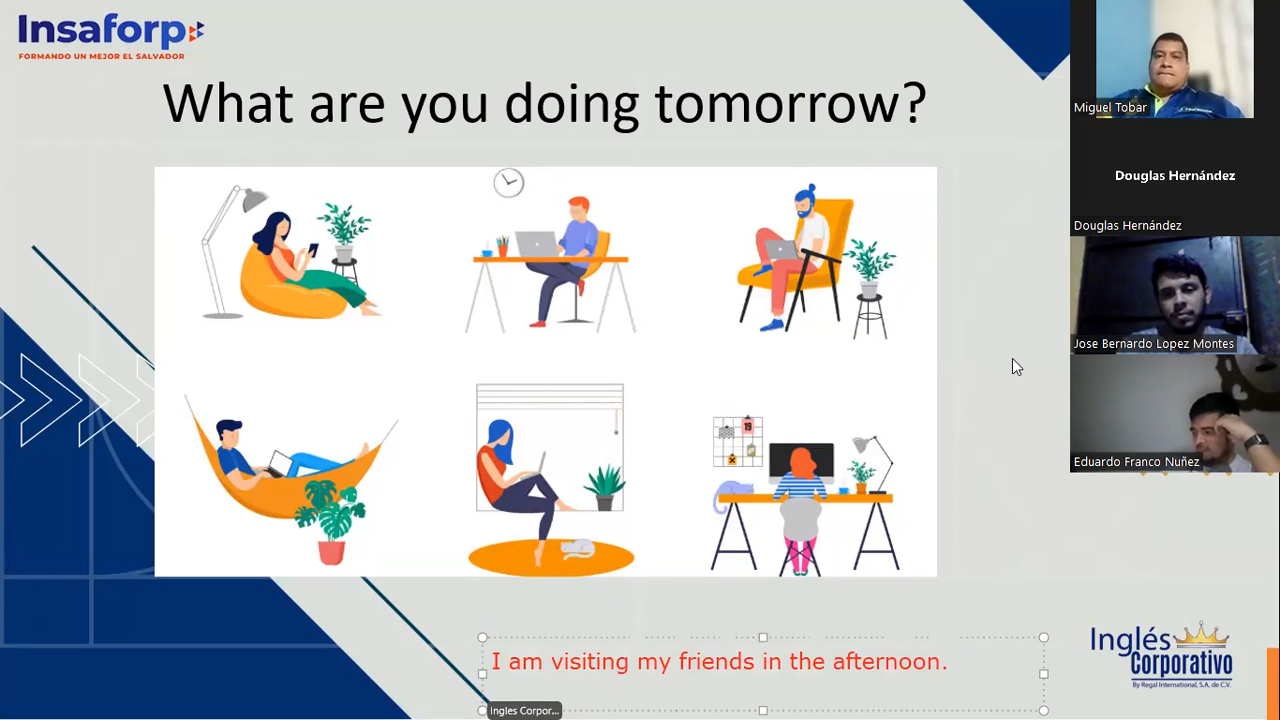 Insaforp
FORMANDO UN MEJOR EL SALVADOR
What are you doing tomorrow?
19
I am visiting my friends in the afternoon.
Ingles Corpor...
Inglés
Corporativo
By Regal International, S.A. de C.V.
Miguel Tobar
Douglas Hernández
Douglas Hernández
Jose Bernardo Lopez Montes
Eduardo Franco Nuñez